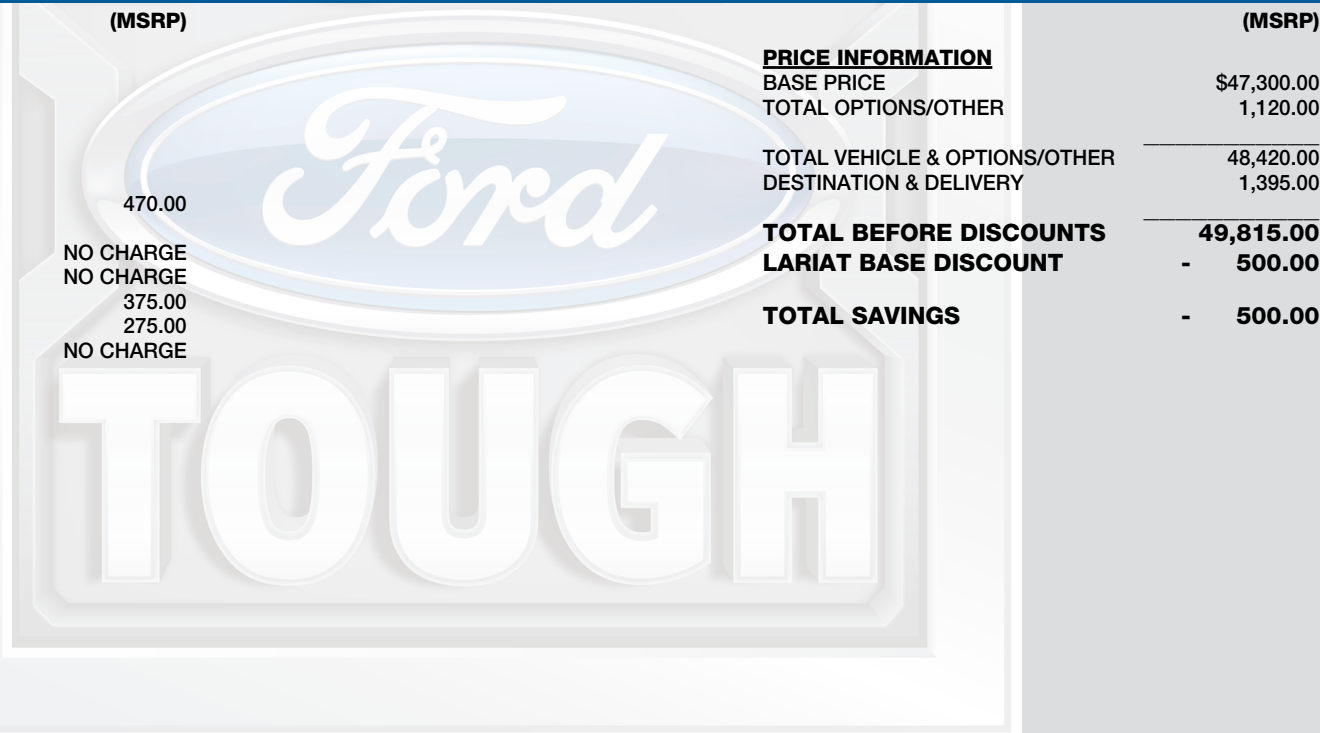 (MSRP)
470.00
NO CHARGE
NO CHARGE
375.00
275.00
NO CHARGE
Ford
TOUGH
(MSRP)
PRICE INFORMATION
BASE PRICE $47,300.00
TOTAL OPTIONS/OTHER 1,120.00
TOTAL VEHICLE & OPTIONS/OTHER 48,420.00
DESTINATION & DELIVERY 1,395.00
TOTAL BEFORE DISCOUNTS 49,815.00
LARIAT BASE DISCOUNT - 500.00
TOTAL SAVINGS - 500.00